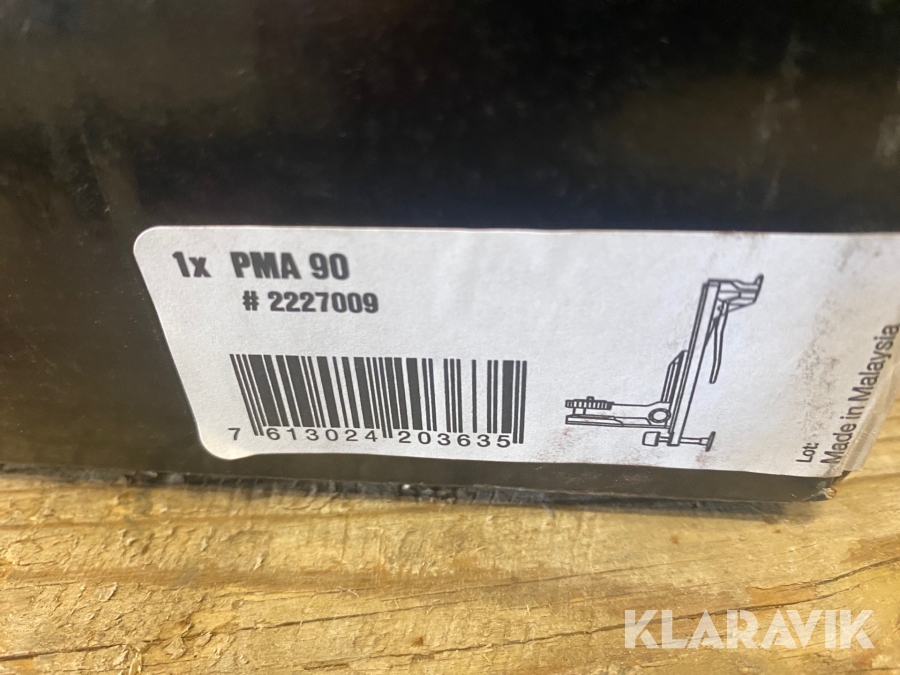 1x PMA 90
# 2227009
7 613024 203635
Lot:
Made in Malaysia
KLARAVIK